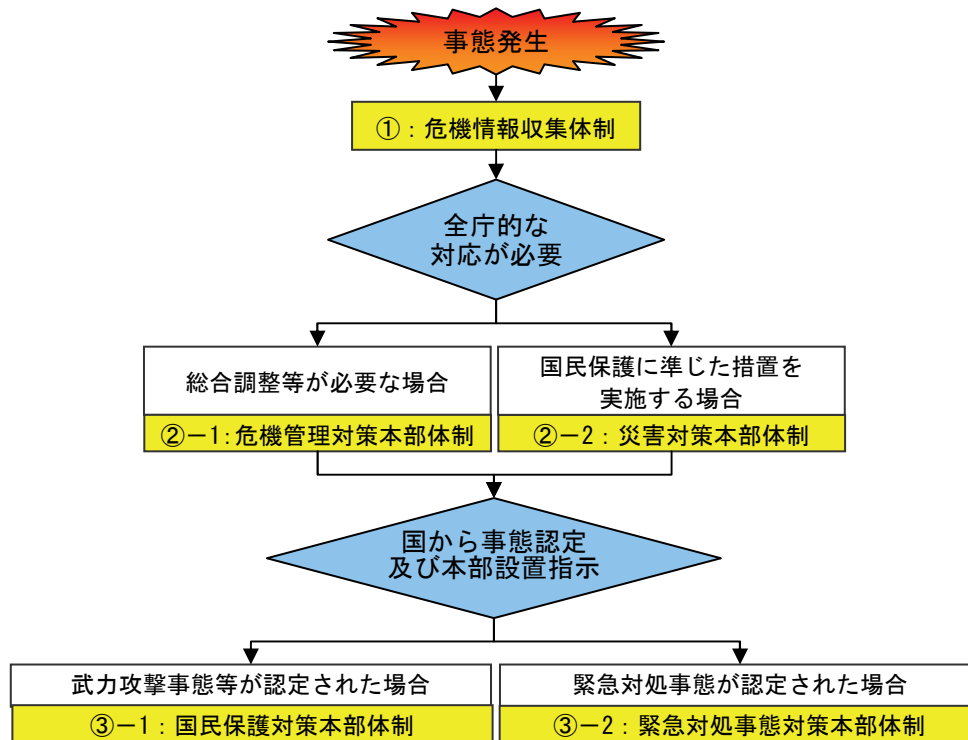 事態発生
①：危機情報収集体制
全庁的な
対応が必要
総合調整等が必要な場合
②－1：危機管理対策本部体制
国民保護に準じた措置を
実施する場合
②－2：災害対策本部体制
国から事態認定
及び本部設置指示
武力攻撃事態等が認定された場合
③－1：国民保護対策本部体制
緊急対処事態が認定された場合
③－2：緊急対処事態対策本部体制